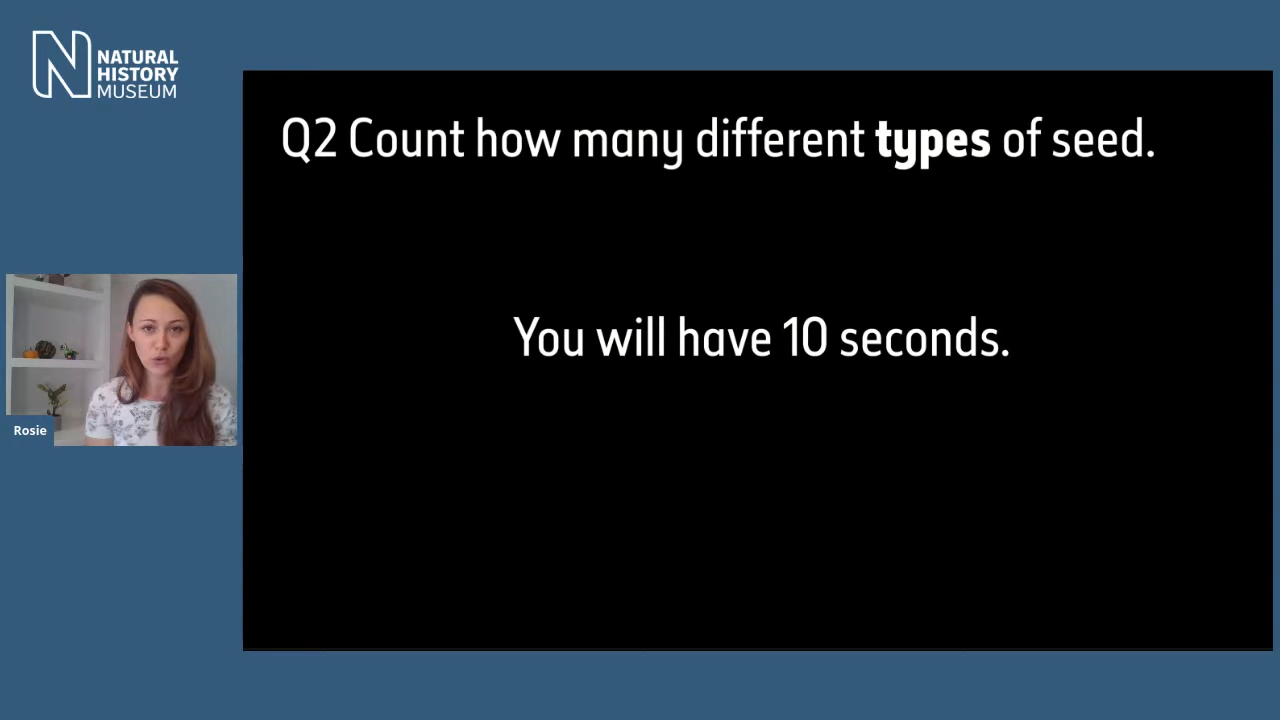 NATURAL
HISTORY
MUSEUM
Q2 Count how many different types of seed.
You will have 10 seconds.
Rosie